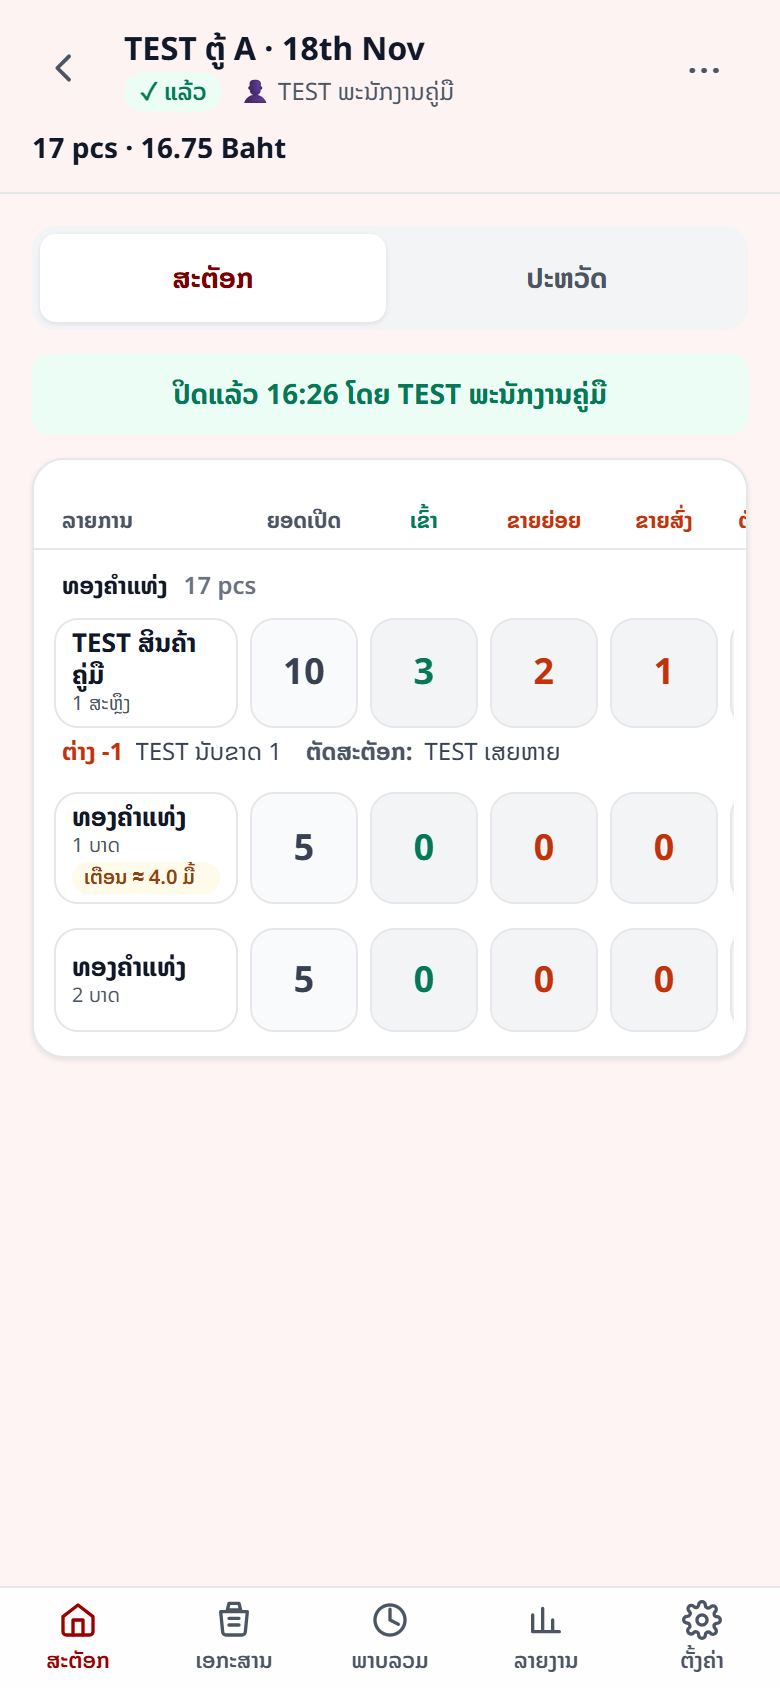 TEST ຕູ້ A · 18th Nov
✓ ແລ້ວ TEST ພະນັກງານຄູ່ມື
17 pcs · 16.75 Baht
ສະຕັອກ ປະຫວັດ
ປິດແລ້ວ 16:26 ໂດຍ TEST ພະນັກງານຄູ່ມື
ລາຍການ ຍອດເປີດ ເຂົ້າ ຂາຍຍ່ອຍ ຂາຍສົ່ງ
ທອງຄຳແທ່ງ 17 pcs
TEST ສິນຄ້າ
ຄູ່ມື
1 ສະຫຼຶງ
10 3 2 1
ຕ່າງ -1 TEST ນັບຂາດ 1 ຕັດສະຕັອກ: TEST ເສຍຫາຍ
ທອງຄຳແທ່ງ
1 ບາດ
ເຕືອນ ≈ 4.0 ມື້
5 0 0 0
ທອງຄຳແທ່ງ
2 ບາດ
5 0 0 0
ສະຕັອກ ເອກະສານ ພາບລວມ ລາຍງານ ຕັ້ງຄ່າ